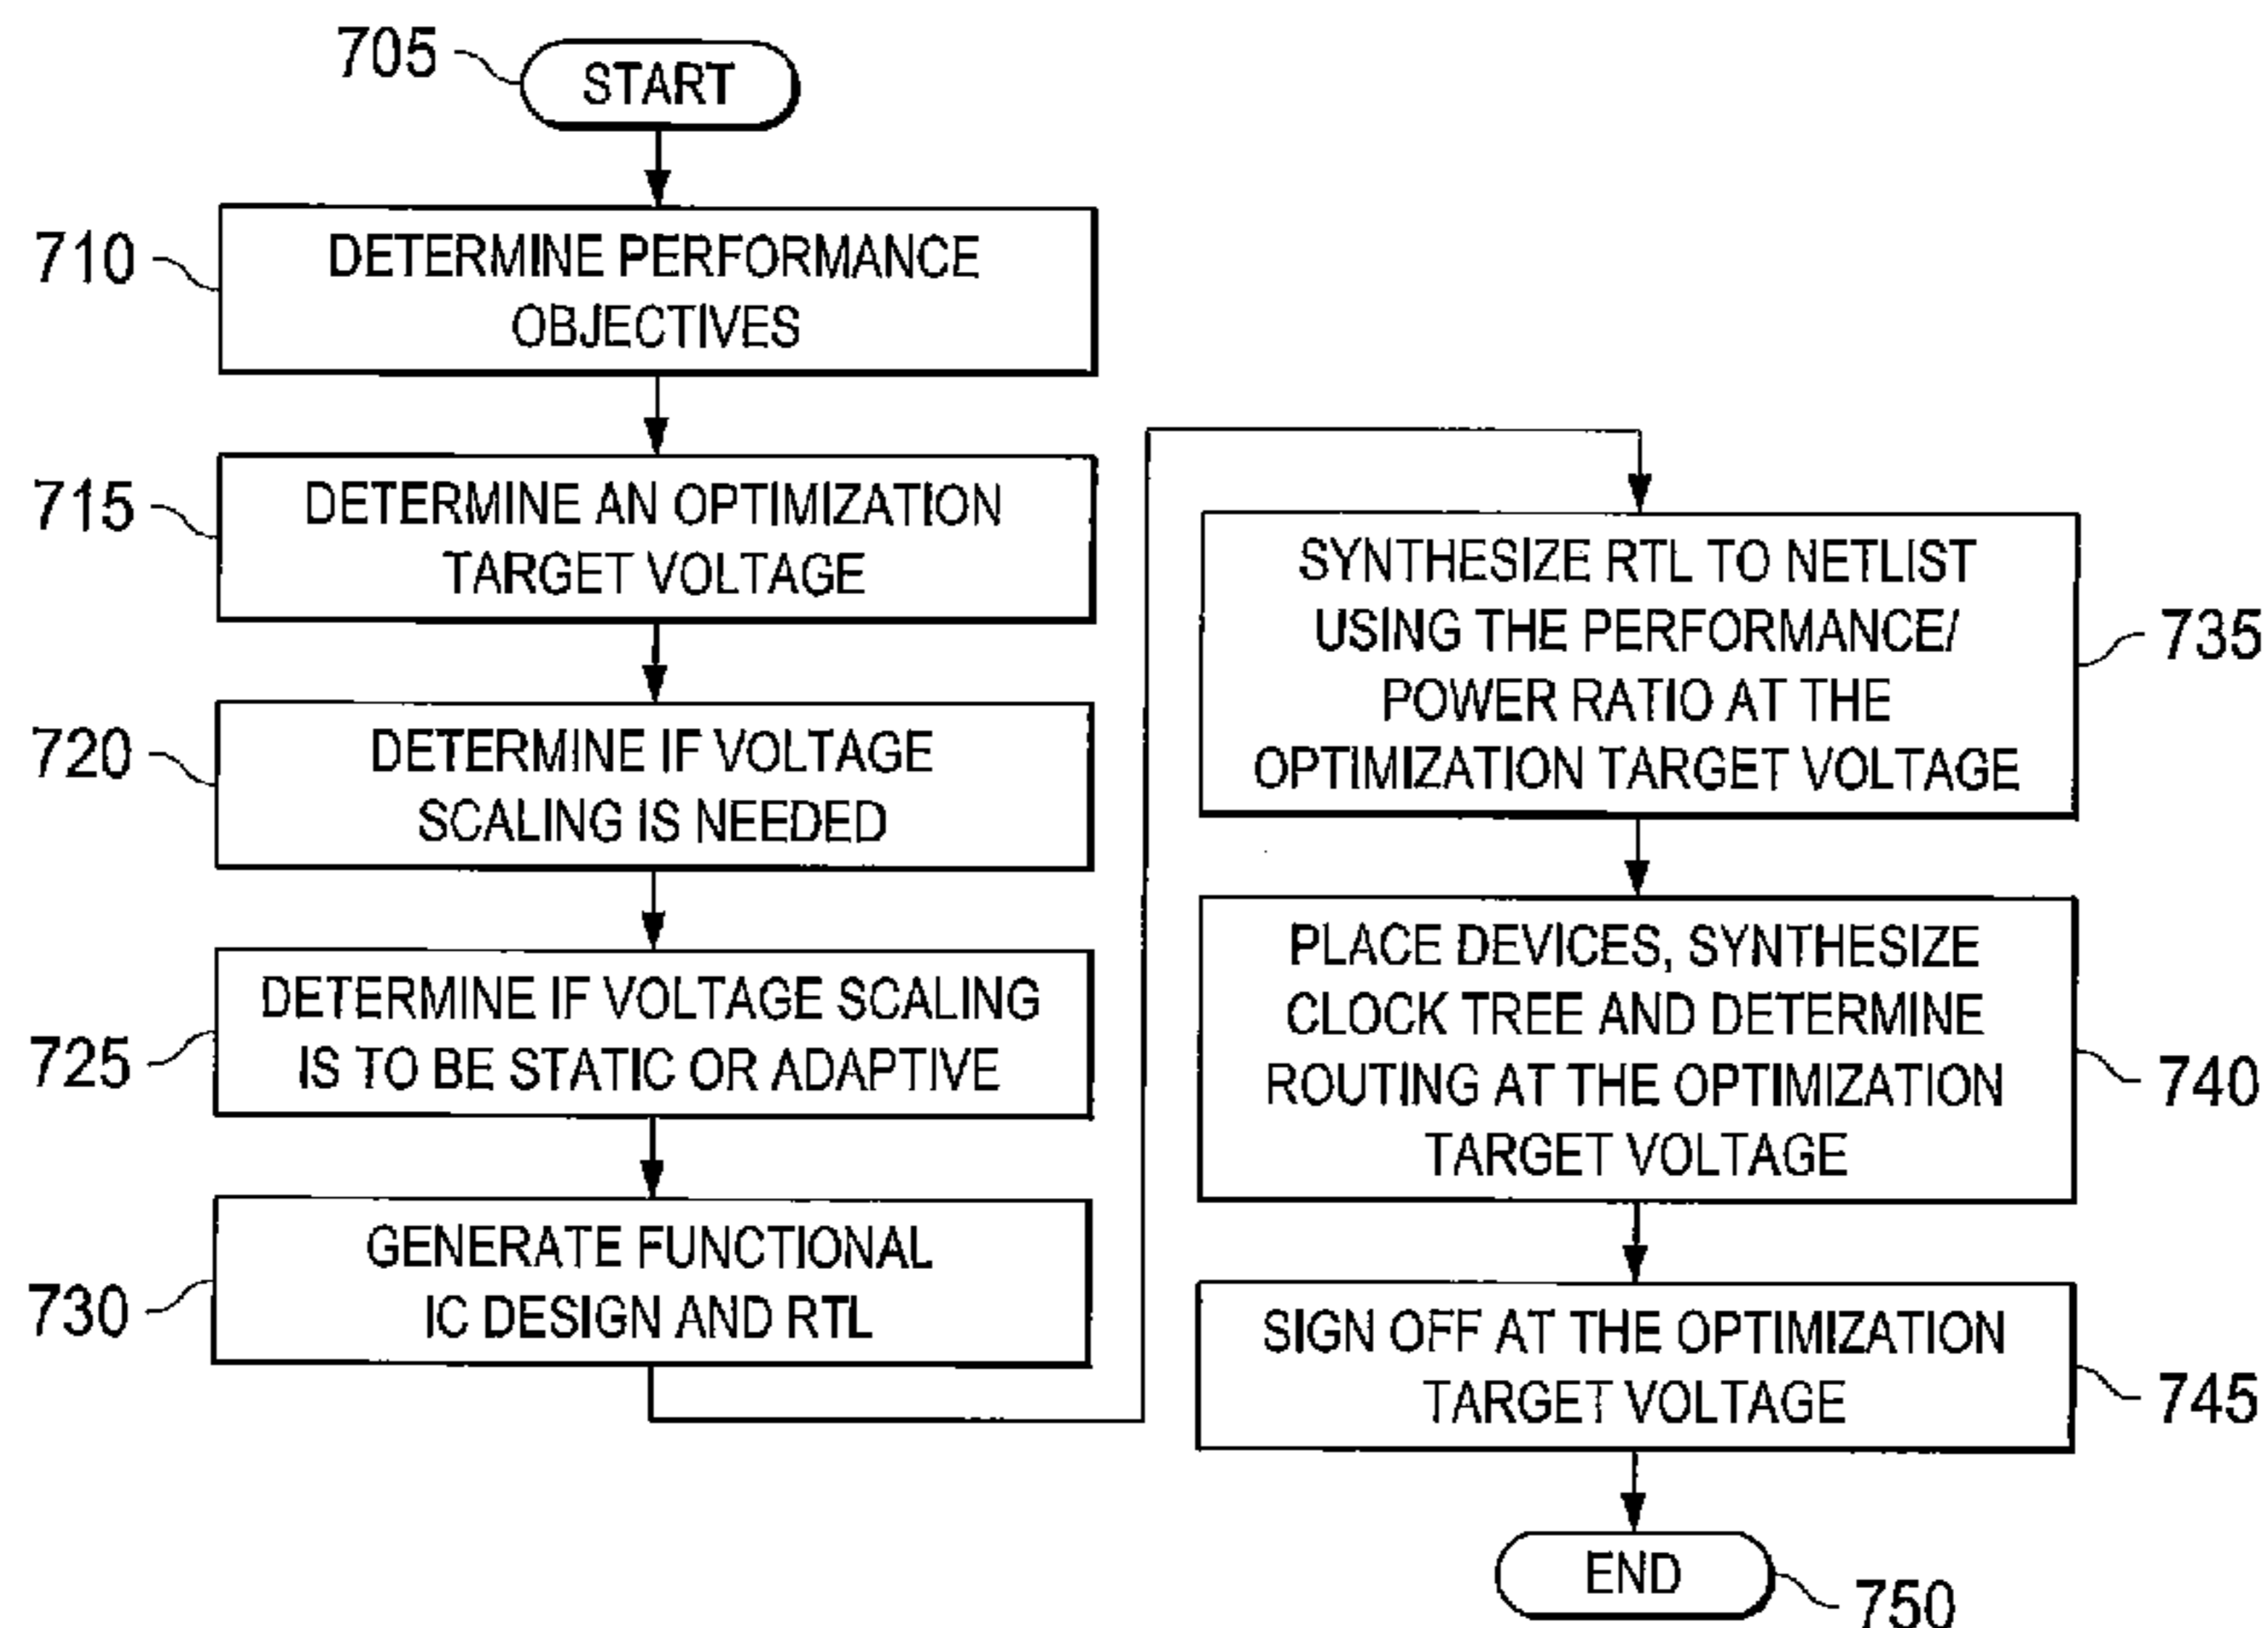 705
START
710
DETERMINE PERFORMANCE
OBJECTIVES
715
DETERMINE AN OPTIMIZATION
TARGET VOLTAGE
720
DETERMINE IF VOLTAGE
SCALING IS NEEDED
725
DETERMINE IF VOLTAGE SCALING
IS TO BE STATIC OR ADAPTIVE
730
GENERATE FUNCTIONAL
IC DESIGN AND RTL
SYNTHESIZE RTL TO NETLIST
USING THE PERFORMANCE/
POWER RATIO AT THE
OPTIMIZATION TARGET VOLTAGE
735
PLACE DEVICES, SYNTHESIZE
CLOCK TREE AND DETERMINE
ROUTING AT THE OPTIMIZATION
TARGET VOLTAGE
740
SIGN OFF AT THE OPTIMIZATION
TARGET VOLTAGE
745
END
750